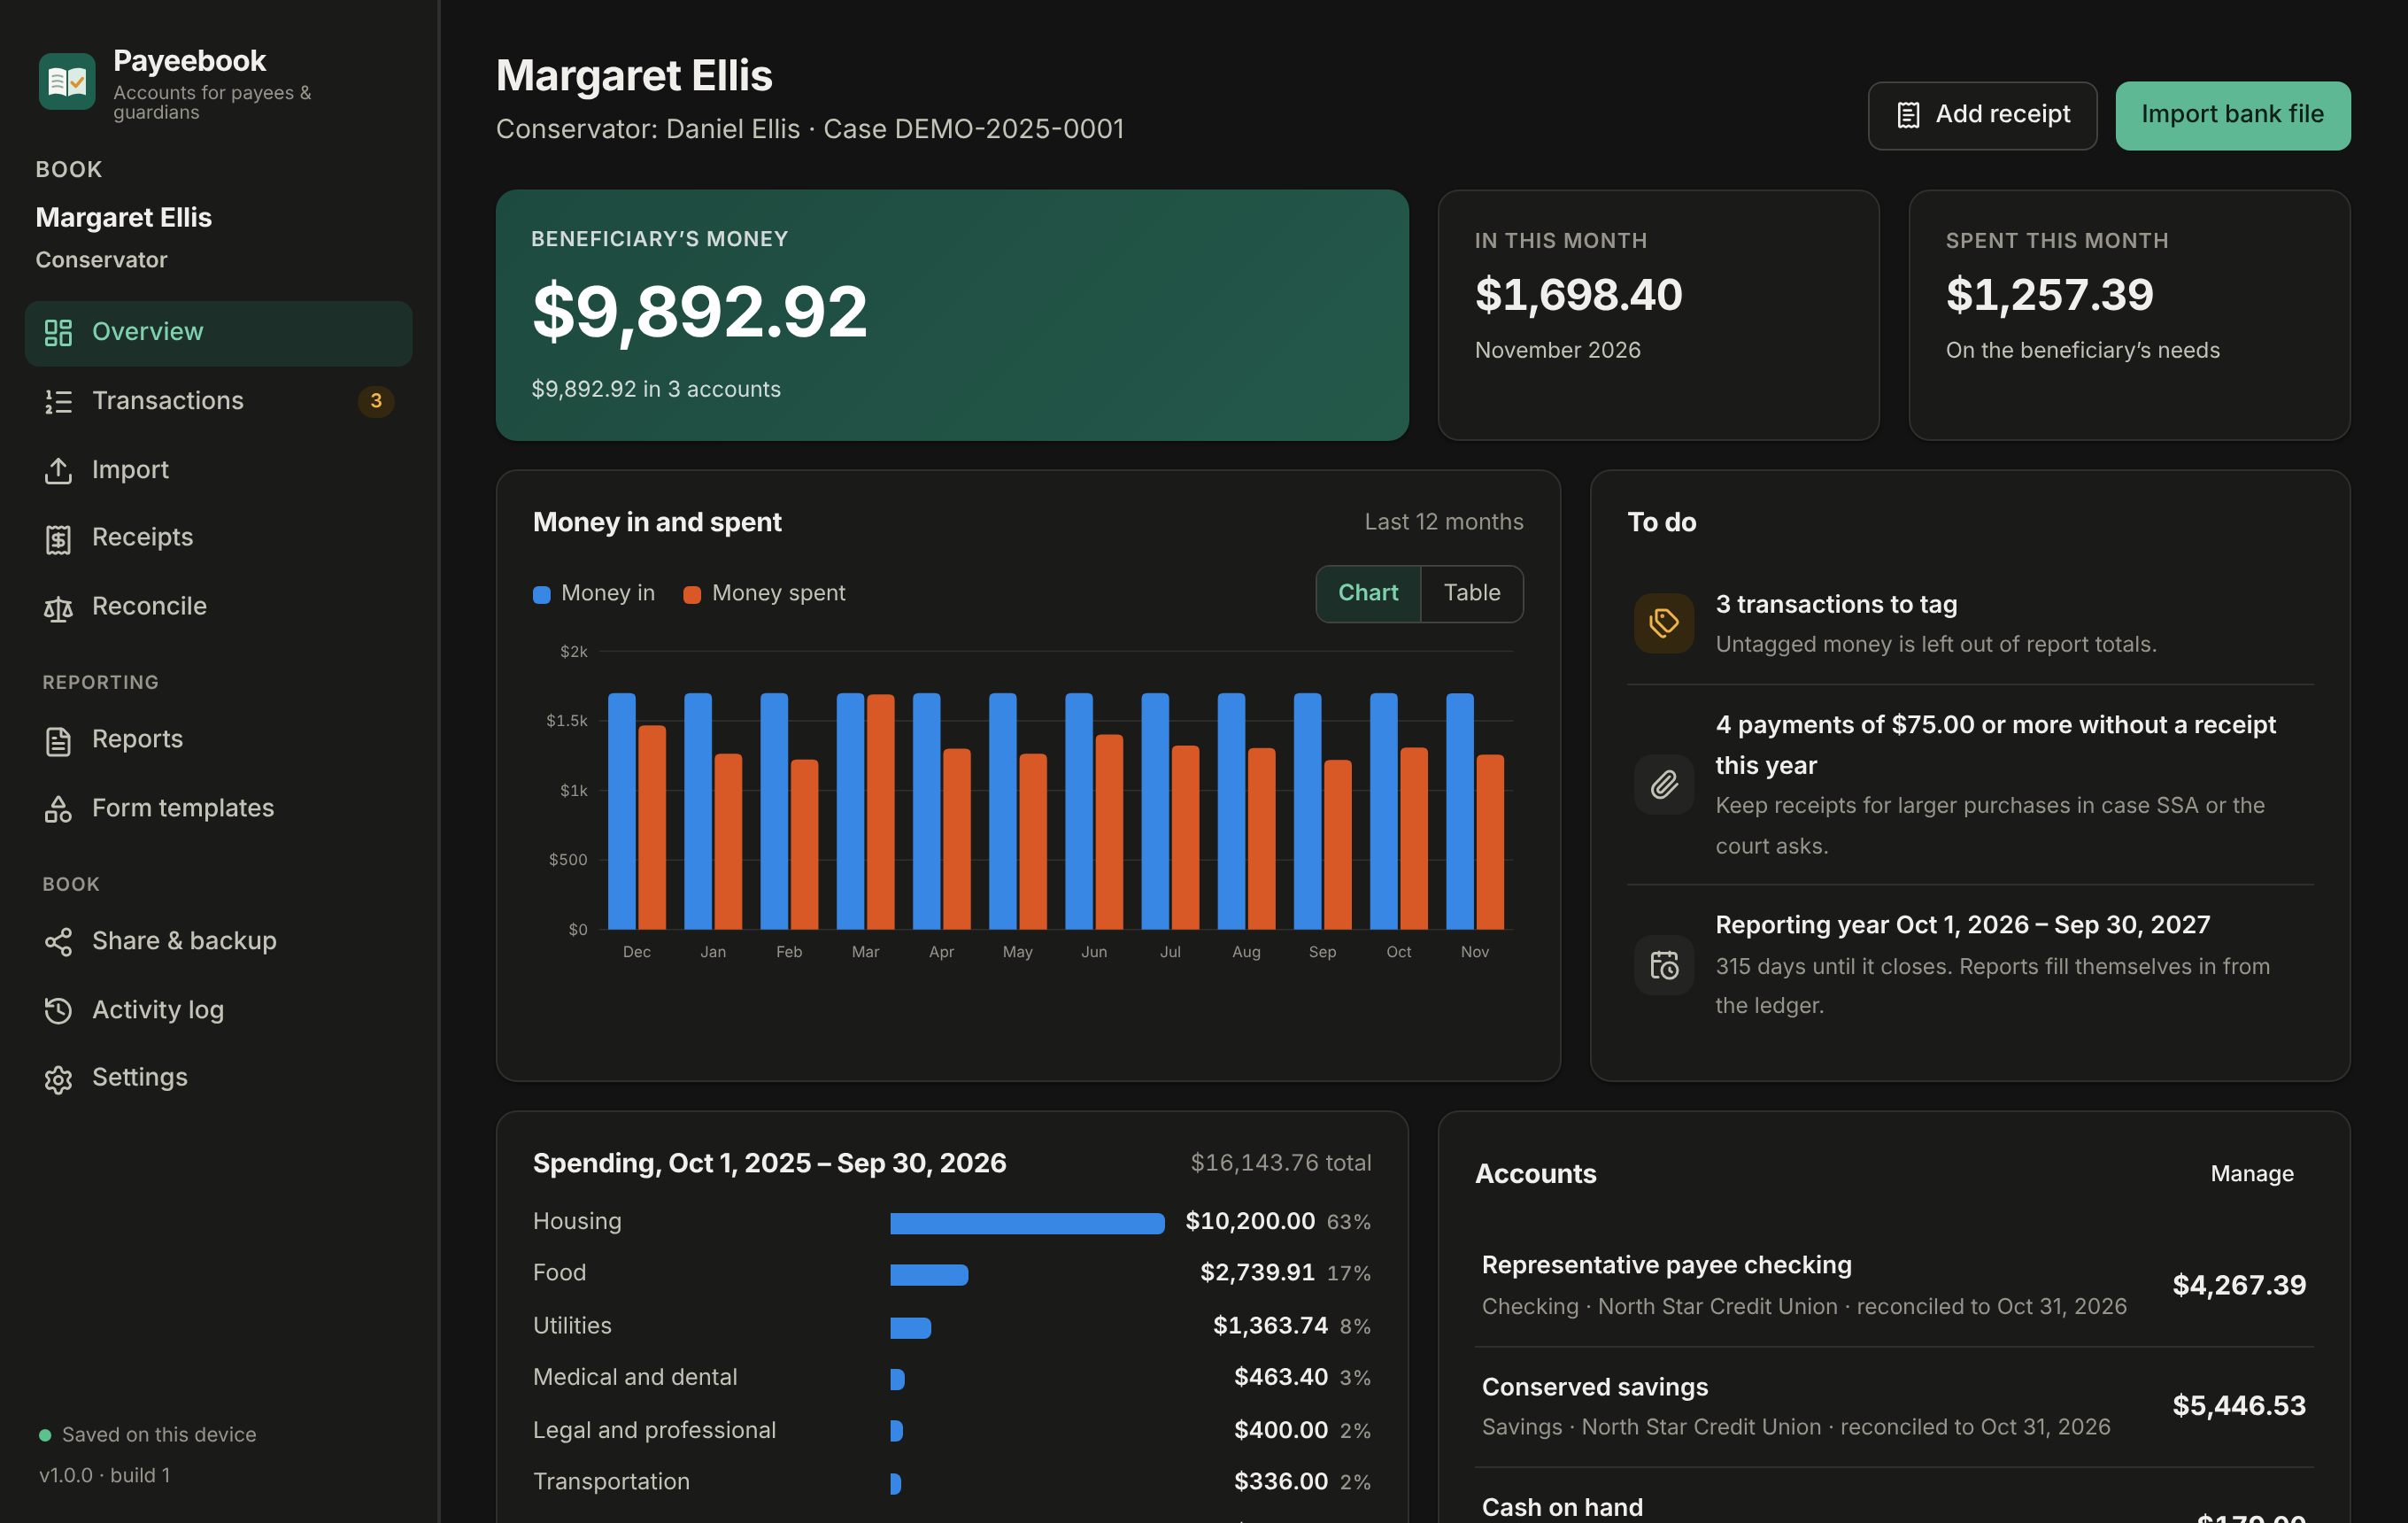 Payeebook
Accounts for payees &
guardians
BOOK
Margaret Ellis
Conservator
Overview
Transactions
3
Import
Receipts
Reconcile
REPORTING
Reports
Form templates
BOOK
Share & backup
Activity log
Settings
Saved on this device
v1.0.0 · build 1
Margaret Ellis
Conservator: Daniel Ellis · Case DEMO-2025-0001
Add receipt
Import bank file
BENEFICIARY’S MONEY
$9,892.92
$9,892.92 in 3 accounts
IN THIS MONTH
$1,698.40
November 2026
SPENT THIS MONTH
$1,257.39
On the beneficiary’s needs
Money in and spent
Last 12 months
Money in
Money spent
Chart
Table
$2k
$1.5k
$1k
$500
$0
Dec Jan Feb Mar Apr May Jun Jul Aug Sep Oct Nov
To do
3 transactions to tag
Untagged money is left out of report totals.
4 payments of $75.00 or more without a receipt
this year
Keep receipts for larger purchases in case SSA or the
court asks.
Reporting year Oct 1, 2026 – Sep 30, 2027
315 days until it closes. Reports fill themselves in from
the ledger.
Spending, Oct 1, 2025 – Sep 30, 2026
$16,143.76 total
Housing $10,200.00 63%
Food $2,739.91 17%
Utilities $1,363.74 8%
Medical and dental $463.40 3%
Legal and professional $400.00 2%
Transportation $336.00 2%
Accounts
Manage
Representative payee checking
Checking · North Star Credit Union · reconciled to Oct 31, 2026
$4,267.39
Conserved savings
Savings · North Star Credit Union · reconciled to Oct 31, 2026
$5,446.53
Cash on hand